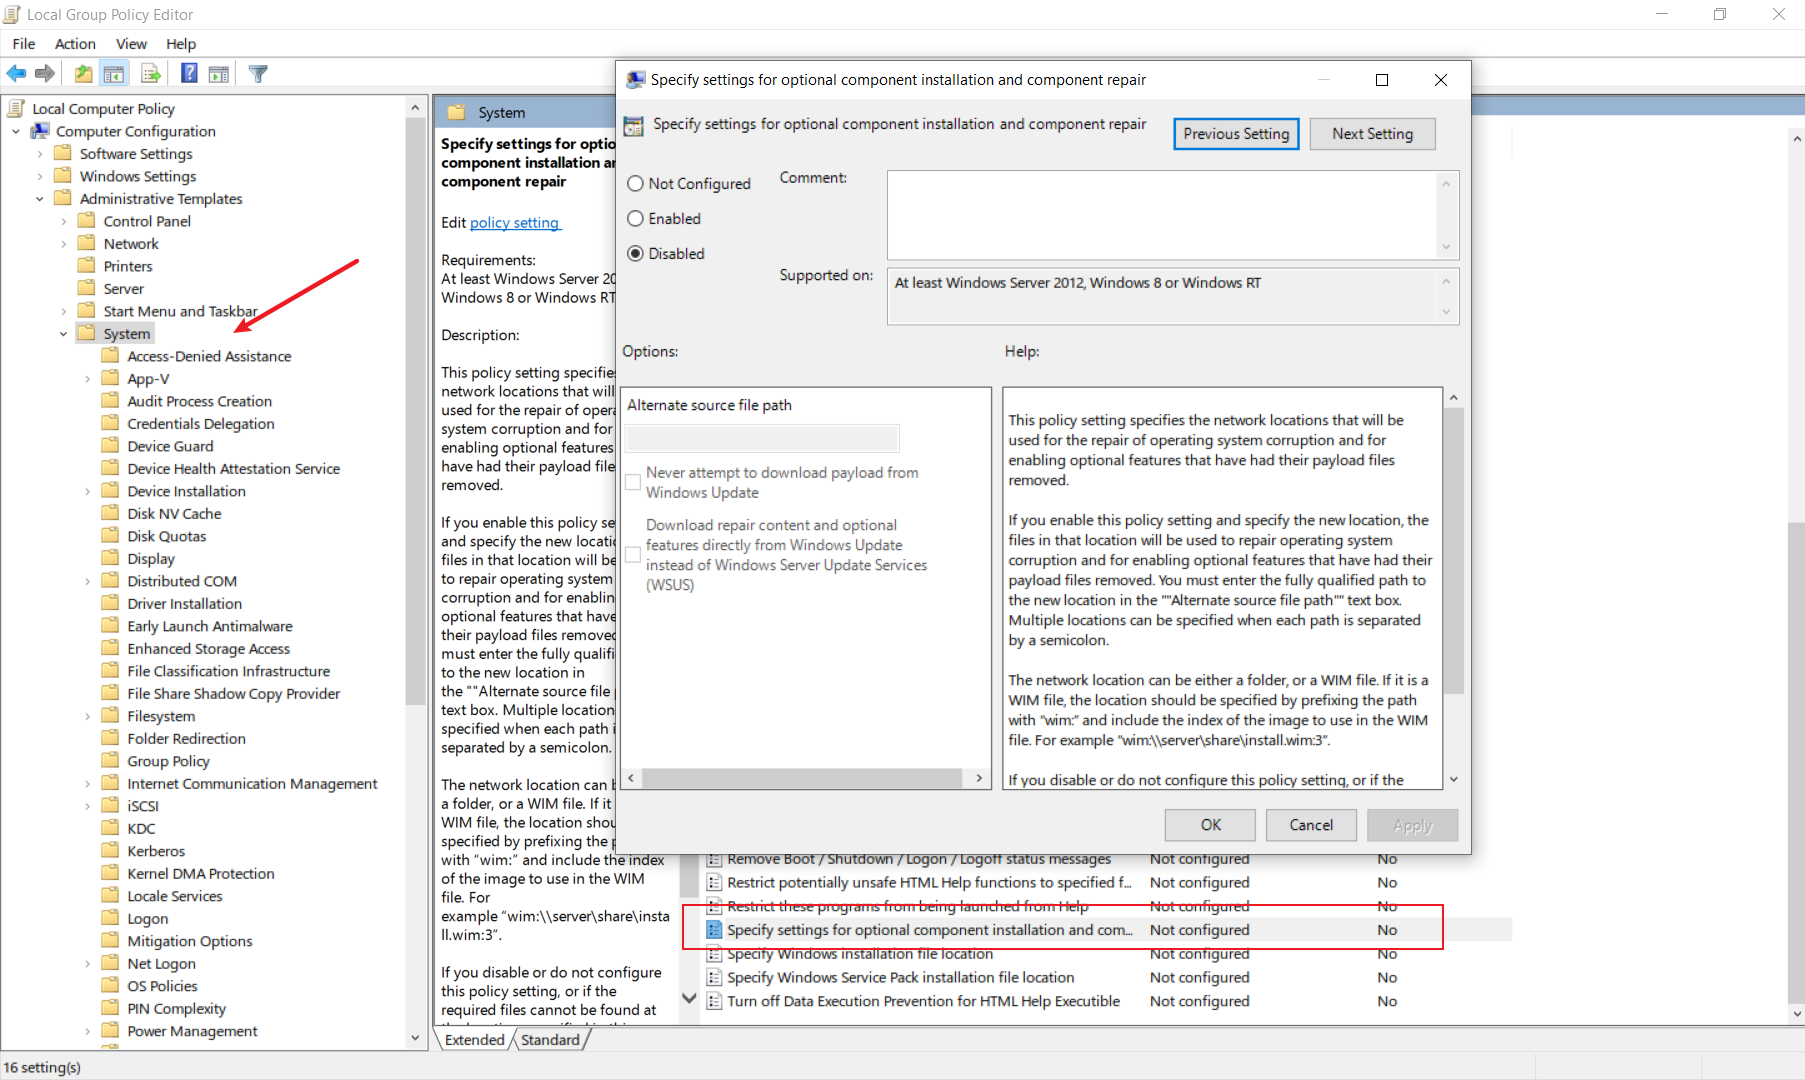 Local Group Policy Editor
File Action View Help
Local Computer Policy
Computer Configuration
Software Settings
Windows Settings
Administrative Templates
Control Panel
Network
Printers
Server
Start Menu and Taskbar
System
Access-Denied Assistance
App-V
Audit Process Creation
Credentials Delegation
Device Guard
Device Health Attestation Service
Device Installation
Disk NV Cache
Disk Quotas
Display
Distributed COM
Driver Installation
Early Launch Antimalware
Enhanced Storage Access
File Classification Infrastructure
File Share Shadow Copy Provider
Filesystem
Folder Redirection
Group Policy
Internet Communication Management
iSCSI
KDC
Kerberos
Kernel DMA Protection
Locale Services
Logon
Mitigation Options
Net Logon
OS Policies
PIN Complexity
Power Management
System
Specify settings for optio
component installation ar
component repair
Edit policy setting
Requirements:
At least Windows Server 20
Windows 8 or Windows RT
Description:
This policy setting specifie
network locations that will
used for the repair of opera
system corruption and for
enabling optional features
have had their payload file
removed.
If you enable this policy se
and specify the new locatio
files in that location will be
to repair operating system
corruption and for enablin
optional features that have
their payload files removed
must enter the fully qualifi
to the new location in
the ""Alternate source file
text box. Multiple location
specified when each path i
separated by a semicolon.
The network location can b
a folder, or a WIM file. If it
WIM file, the location shou
specified by prefixing the p
with “wim:” and include the index
of the image to use in the WIM
file. For
example “wim:\\server\share\insta
ll.wim:3”.
If you disable or do not configure
this policy setting, or if the
required files cannot be found at
Specify settings for optional component installation and component repair
Specify settings for optional component installation and component repair
Previous Setting Next Setting
Not Configured
Enabled
Disabled
Comment:
Supported on:
At least Windows Server 2012, Windows 8 or Windows RT
Options:
Help:
Alternate source file path
Never attempt to download payload from
Windows Update
Download repair content and optional
features directly from Windows Update
instead of Windows Server Update Services
(WSUS)
This policy setting specifies the network locations that will be
used for the repair of operating system corruption and for
enabling optional features that have had their payload files
removed.
If you enable this policy setting and specify the new location, the
files in that location will be used to repair operating system
corruption and for enabling optional features that have had their
payload files removed. You must enter the fully qualified path to
the new location in the ""Alternate source file path"" text box.
Multiple locations can be specified when each path is separated
by a semicolon.
The network location can be either a folder, or a WIM file. If it is a
WIM file, the location should be specified by prefixing the path
with “wim:” and include the index of the image to use in the WIM
file. For example “wim:\\server\share\install.wim:3”.
If you disable or do not configure this policy setting, or if the
OK Cancel Apply
Remove Boot / Shutdown / Logon / Logoff status messages Not configured No
Restrict potentially unsafe HTML Help functions to specified f... Not configured No
Restrict these programs from being launched from Help Not configured No
Specify settings for optional component installation and com... Not configured No
Specify Windows installation file location Not configured No
Specify Windows Service Pack installation file location Not configured No
Turn off Data Execution Prevention for HTML Help Executible Not configured No
Extended Standard
16 setting(s)